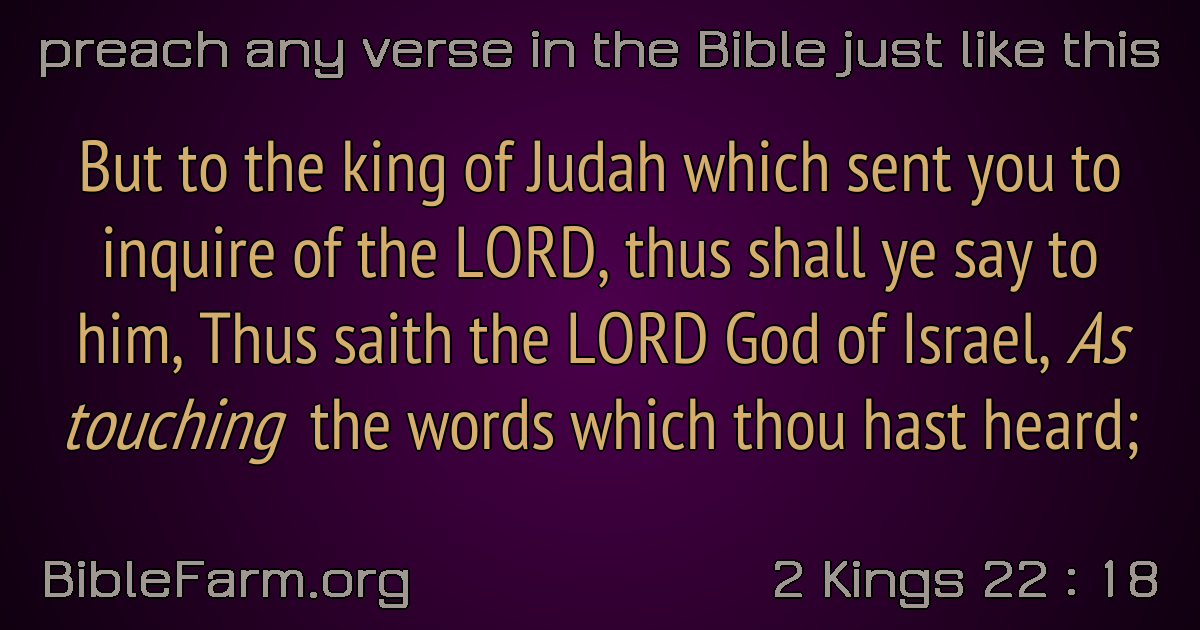 preach any verse in the Bible just like this
But to the king of Judah which sent you to
inquire of the LORD, thus shall ye say to
him, Thus saith the LORD God of Israel, As
touching the words which thou hast heard;
BibleFarm.org
2 Kings 22 : 18